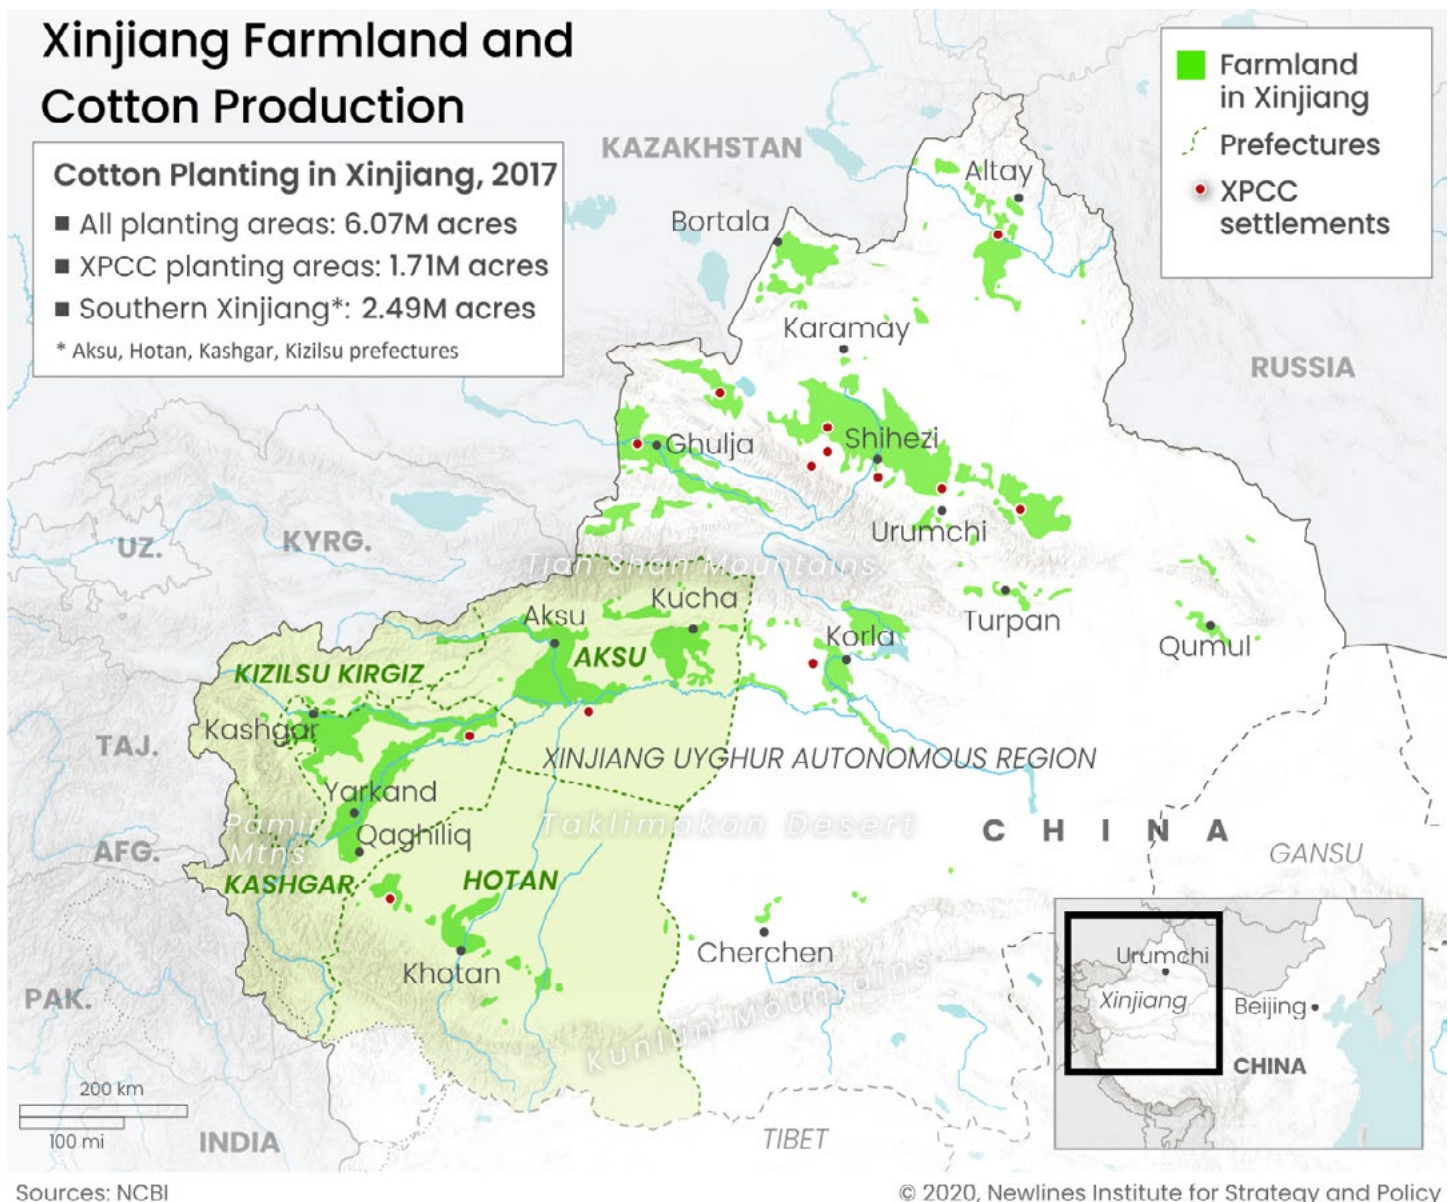 Xinjiang Farmland and
Cotton Production
Cotton Planting in Xinjiang, 2017
■ All planting areas: 6.07M acres
■ XPCC planting areas: 1.71M acres
■ Southern Xinjiang*: 2.49M acres
* Aksu, Hotan, Kashgar, Kizilsu prefectures
Farmland
in Xinjiang
Prefectures
XPCC
settlements
KAZAKHSTAN
Altay
Bortala
Karamay
RUSSIA
Ghulja
Shihezi
Urumchi
UZ.
KYRG.
Tian Shan Mountains
Aksu
Kucha
Turpan
Korla
Qumul
KIZILSU KIRGIZ
AKSU
Kashgar
TAJ.
XINJIANG UYGHUR AUTONOMOUS REGION
Yarkand
Pamir
Mtns.
Taklimakan Desert
CHINA
Qaghiliq
AFG.
GANSU
KASHGAR
HOTAN
Cherchen
Khotan
Kunlun Mountains
PAK.
Urumchi
Xinjiang
Beijing
CHINA
200 km
100 mi
INDIA
TIBET
Sources: NCBI
© 2020, Newlines Institute for Strategy and Policy